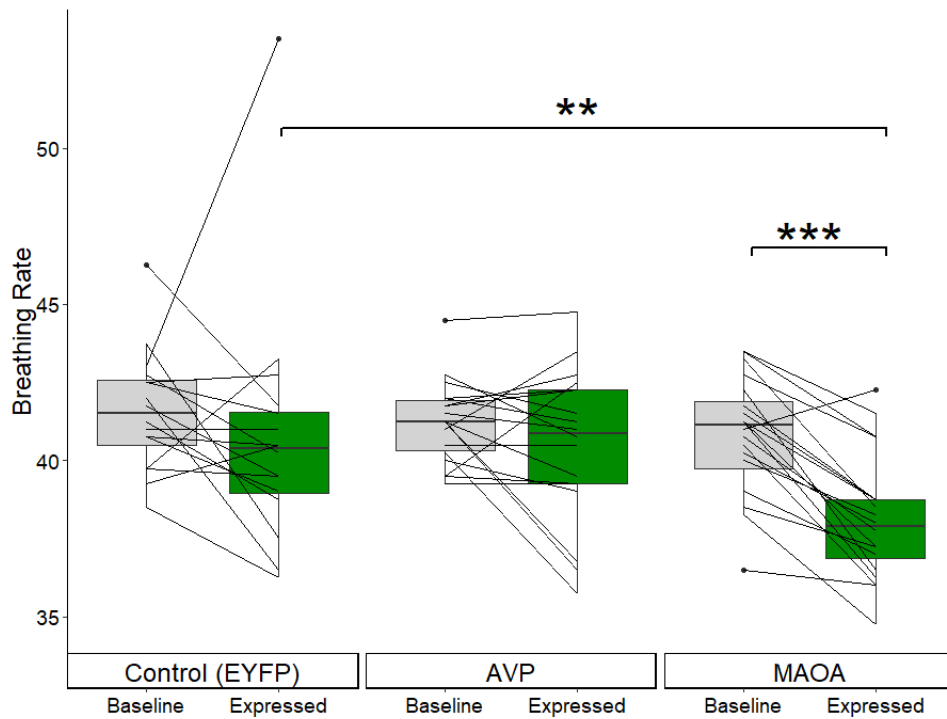 **
50
***
45
Breathing Rate
40
35
Control (EYFP) AVP MAOA
Baseline Expressed Baseline Expressed Baseline Expressed